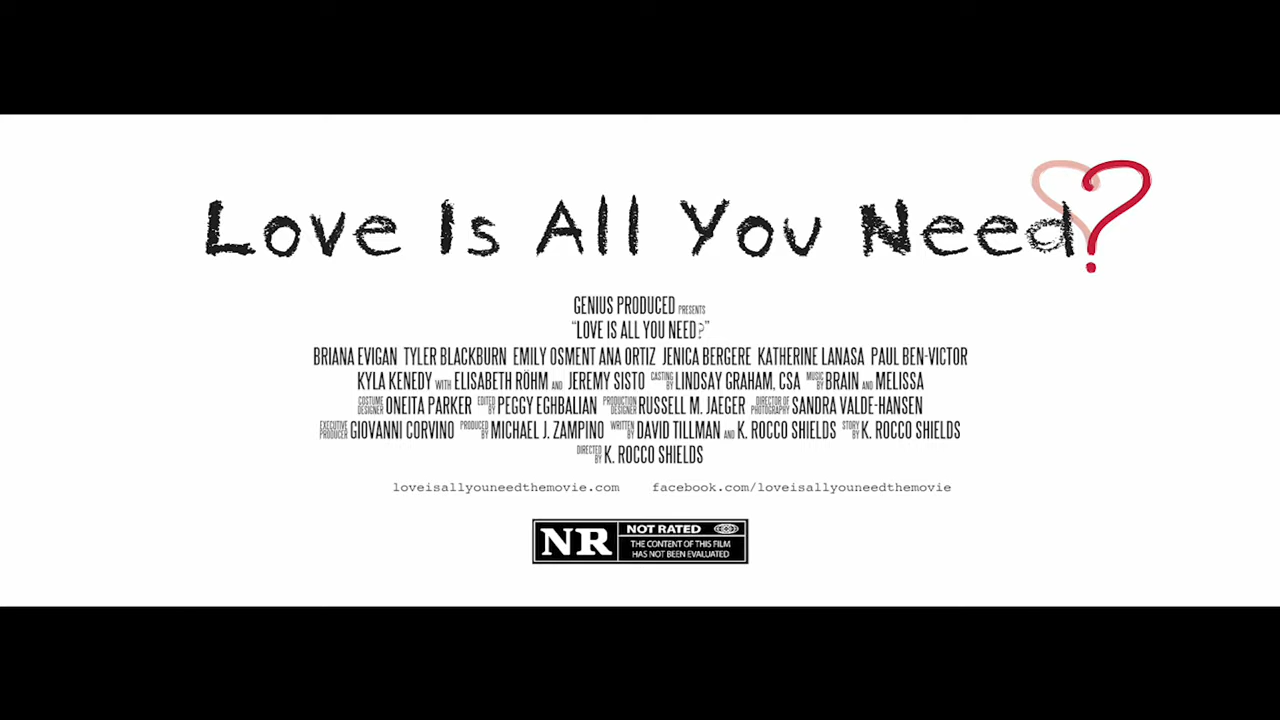 Love Is All You Need?
GENIUS PRODUCED PRESENTS
"LOVE IS ALL YOU NEED?"
BRIANA EVIGAN TYLER BLACKBURN EMILY OSMENT ANA ORTIZ JENICA BERGERE KATHERINE LANASA PAUL BEN-VICTOR
KYLA KENEDY WITH ELISABETH RÖHM AND JEREMY SISTO CASTING BY LINDSAY GRAHAM, CSA MUSIC BY BRAIN AND MELISSA
COSTUME DESIGNER ONEITA PARKER EDITED BY PEGGY EGHBALIAN PRODUCTION DESIGNER RUSSELL M. JAEGER DIRECTOR OF PHOTOGRAPHY SANDRA VALDE-HANSEN
EXECUTIVE PRODUCER GIOVANNI CORVINO PRODUCED BY MICHAEL J. ZAMPINO WRITTEN BY DAVID TILLMAN AND K. ROCCO SHIELDS STORY BY K. ROCCO SHIELDS
DIRECTED BY K. ROCCO SHIELDS
loveisallyouneedthemovie.com facebook.com/loveisallyouneedthemovie
NR NOT RATED
THE CONTENT OF THIS FILM
HAS NOT BEEN EVALUATED